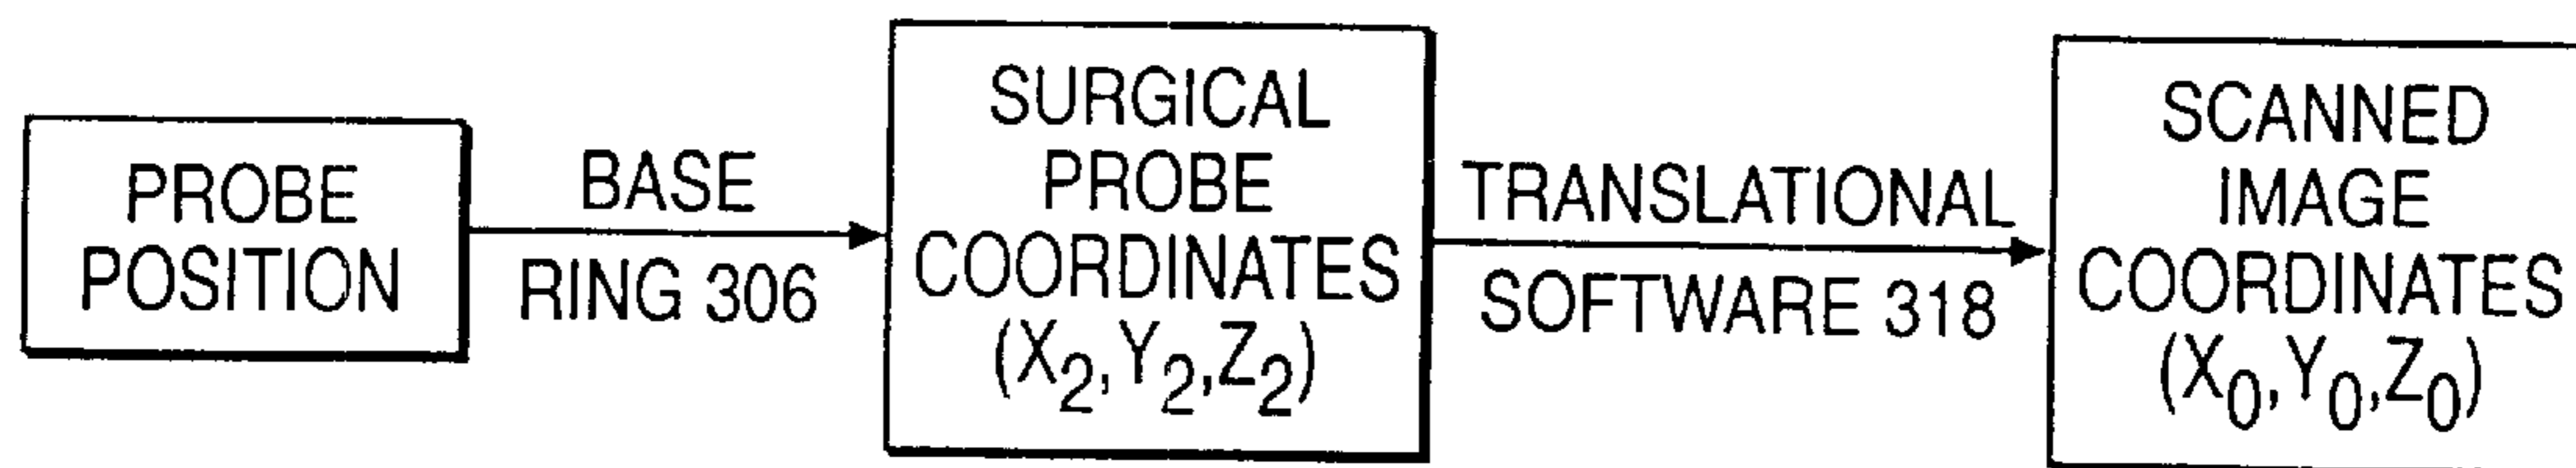 PROBE
POSITION
BASE
RING 306
SURGICAL
PROBE
COORDINATES
(X₂,Y₂,Z₂)
TRANSLATIONAL
SOFTWARE 318
SCANNED
IMAGE
COORDINATES
(X₀,Y₀,Z₀)